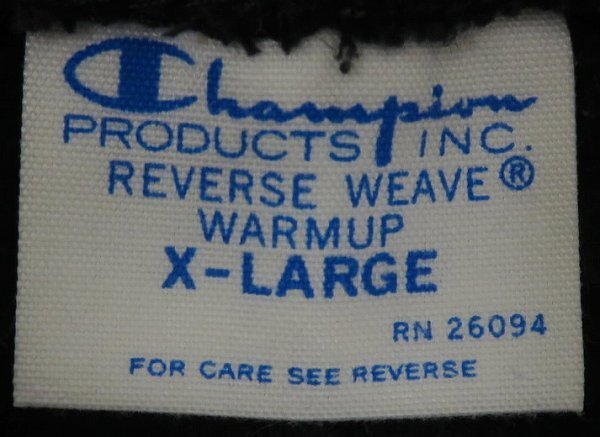 Champion
PRODUCTS INC.
REVERSE WEAVE®
WARMUP
X-LARGE
RN 26094
FOR CARE SEE REVERSE